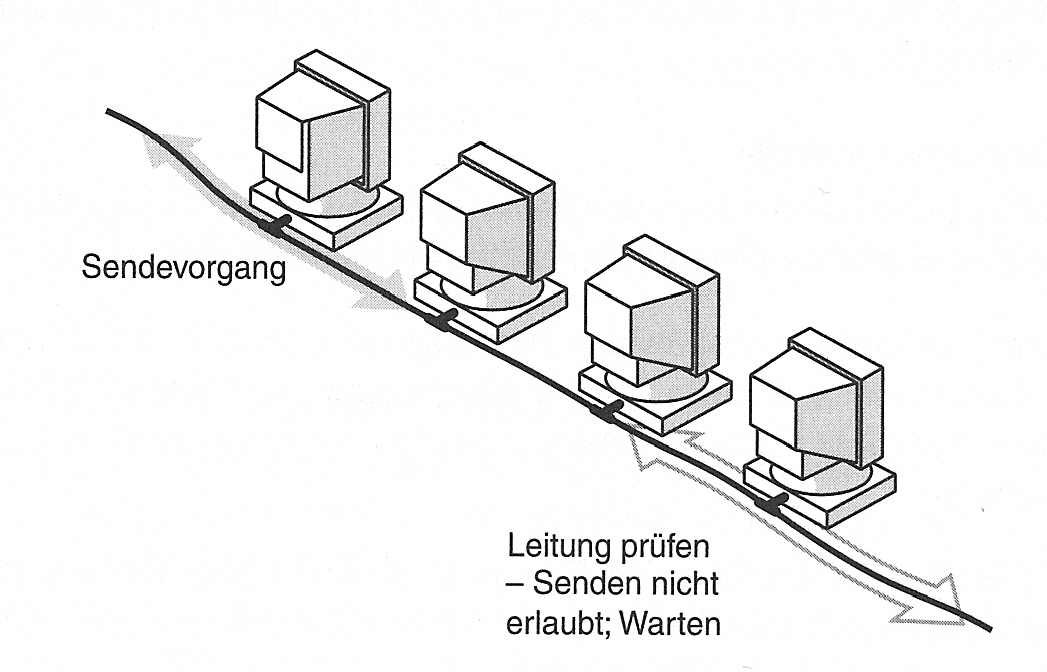 Sendevorgang
Leitung prüfen
– Senden nicht
erlaubt; Warten